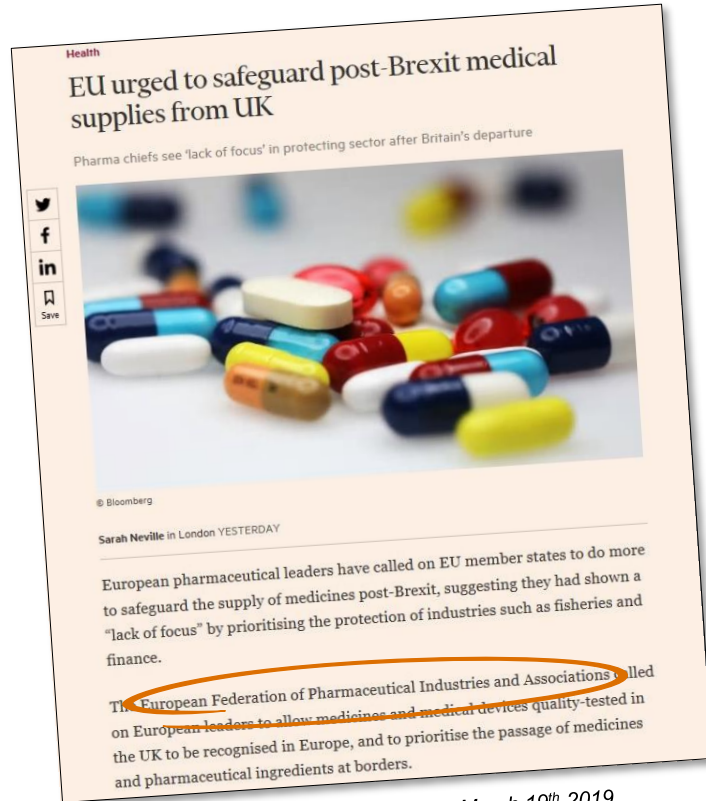 Health
EU urged to safeguard post-Brexit medical
supplies from UK
Pharma chiefs see 'lack of focus' in protecting sector after Britain's departure
Save
© Bloomberg
Sarah Neville in London YESTERDAY
European pharmaceutical leaders have called on EU member states to do more
to safeguard the supply of medicines post-Brexit, suggesting they had shown a
“lack of focus” by prioritising the protection of industries such as fisheries and
finance.
The European Federation of Pharmaceutical Industries and Associations called
on European leaders to allow medicines and medical devices quality-tested in
the UK to be recognised in Europe, and to prioritise the passage of medicines
and pharmaceutical ingredients at borders.
March 19th 2019